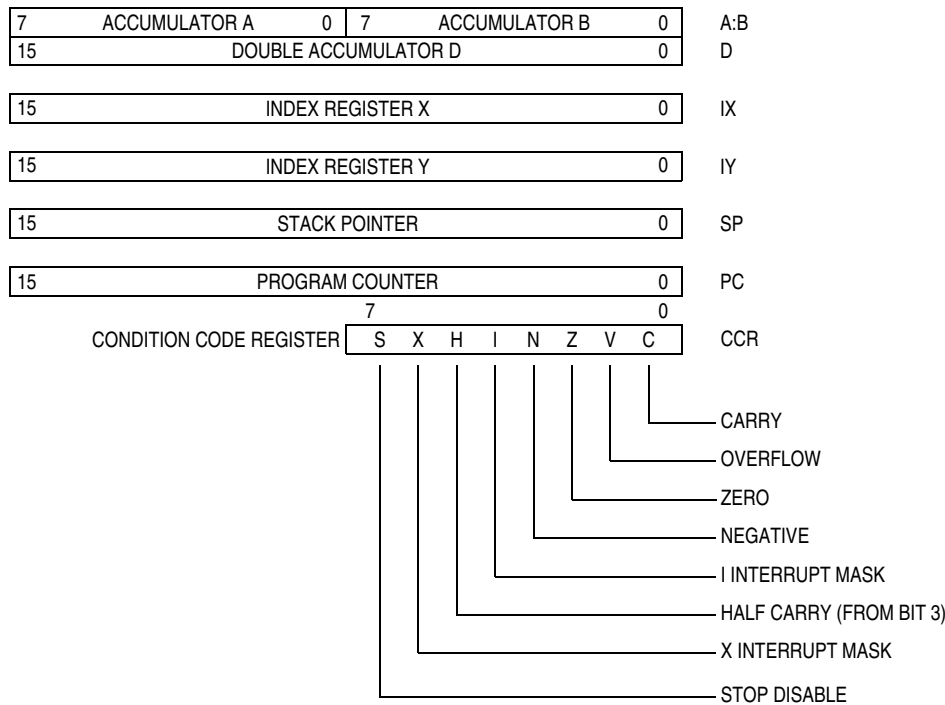 7 ACCUMULATOR A 0 7 ACCUMULATOR B 0 A:B
15 DOUBLE ACCUMULATOR D 0 D
15 INDEX REGISTER X 0 IX
15 INDEX REGISTER Y 0 IY
15 STACK POINTER 0 SP
15 PROGRAM COUNTER 0 PC
7 0
CONDITION CODE REGISTER S X H I N Z V C CCR
CARRY
OVERFLOW
ZERO
NEGATIVE
I INTERRUPT MASK
HALF CARRY (FROM BIT 3)
X INTERRUPT MASK
STOP DISABLE